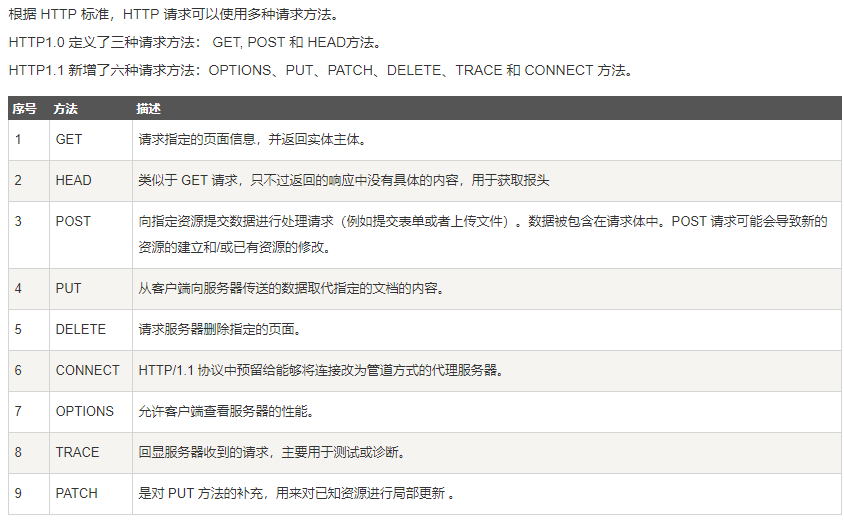 根据 HTTP 标准，HTTP 请求可以使用多种请求方法。
HTTP1.0 定义了三种请求方法： GET, POST 和 HEAD方法。
HTTP1.1 新增了六种请求方法：OPTIONS、PUT、PATCH、DELETE、TRACE 和 CONNECT 方法。
序号 方法 描述
1 GET 请求指定的页面信息，并返回实体主体。
2 HEAD 类似于 GET 请求，只不过返回的响应中没有具体的内容，用于获取报头
3 POST 向指定资源提交数据进行处理请求（例如提交表单或者上传文件）。数据被包含在请求体中。POST 请求可能会导致新的
资源的建立和/或已有资源的修改。
4 PUT 从客户端向服务器传送的数据取代指定的文档的内容。
5 DELETE 请求服务器删除指定的页面。
6 CONNECT HTTP/1.1 协议中预留给能够将连接改为管道方式的代理服务器。
7 OPTIONS 允许客户端查看服务器的性能。
8 TRACE 回显服务器收到的请求，主要用于测试或诊断。
9 PATCH 是对 PUT 方法的补充，用来对已知资源进行局部更新 。